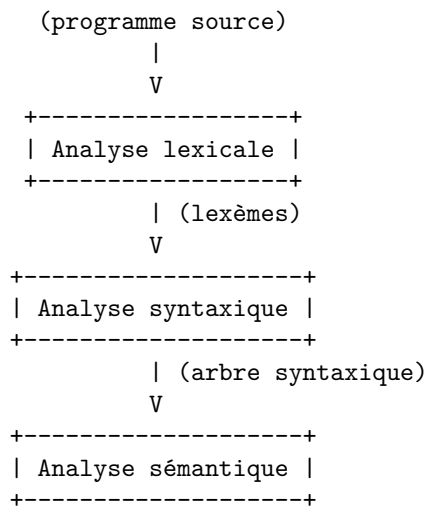 (programme source)
|
V
+-------------------+
| Analyse lexicale |
+-------------------+
| (lexèmes)
V
+--------------------+
| Analyse syntaxique |
+--------------------+
| (arbre syntaxique)
V
+--------------------+
| Analyse sémantique |
+--------------------+